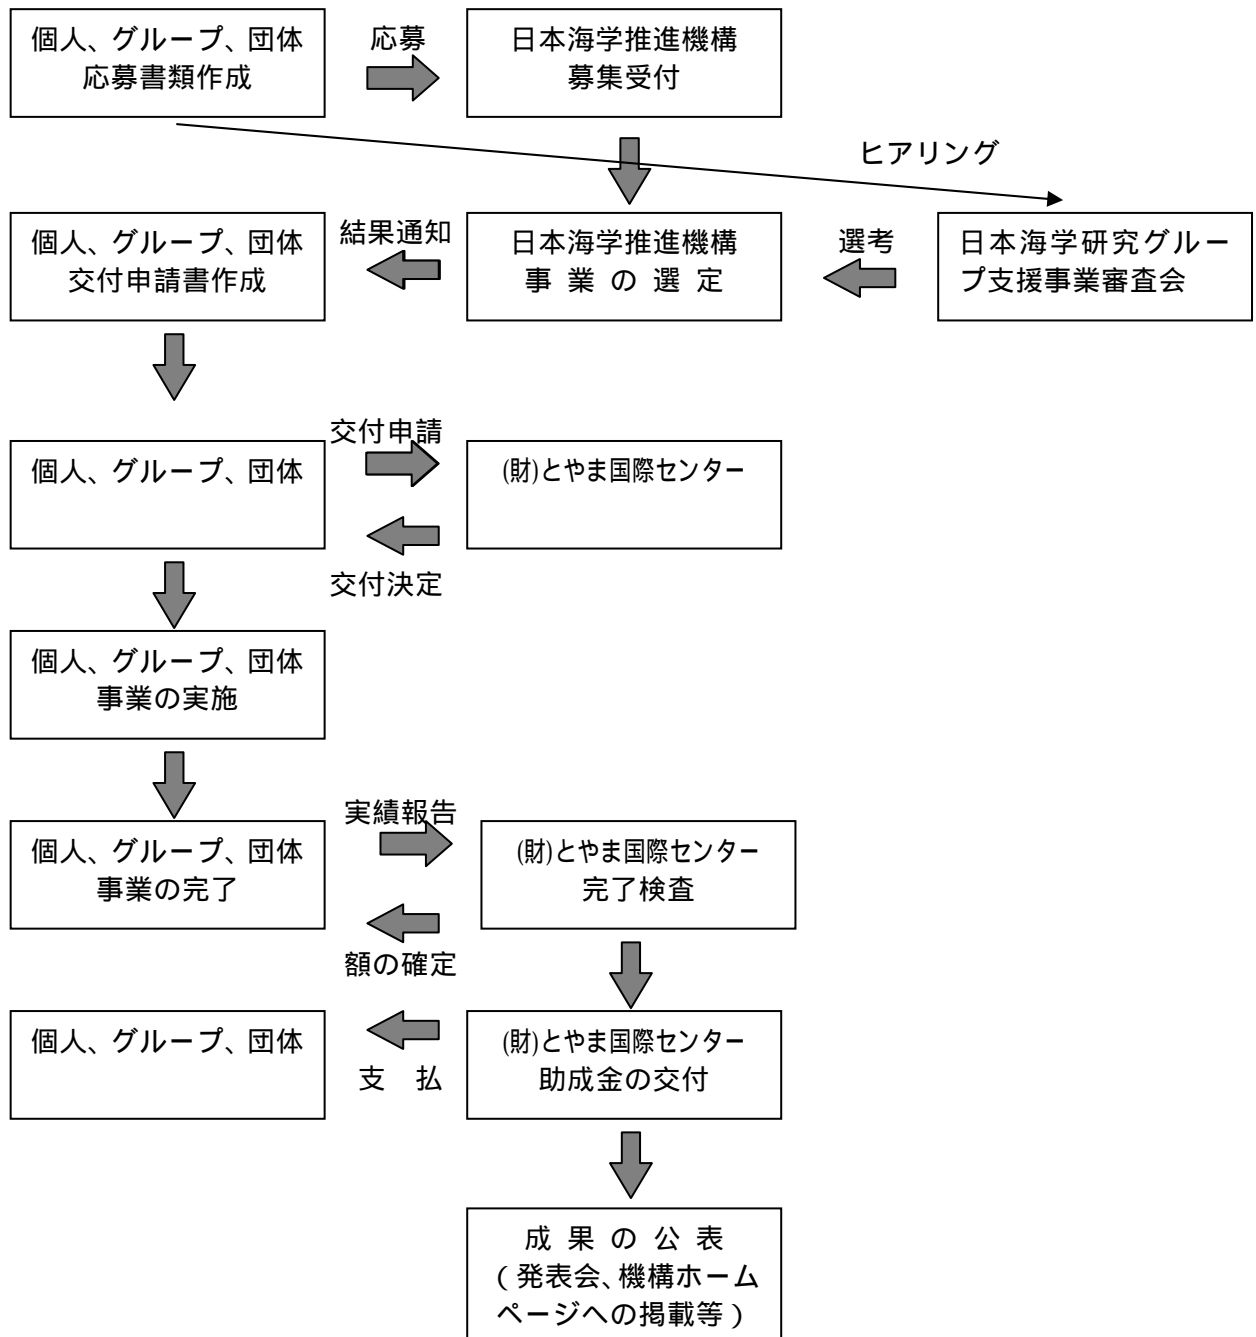 個人、グループ、団体
応募書類作成
応募
日本海学推進機構
募集受付
ヒアリング
個人、グループ、団体
交付申請書作成
結果通知
日本海学推進機構
事業の選定
選考
日本海学研究グルー
プ支援事業審査会
個人、グループ、団体
交付申請
(財)とやま国際センター
交付決定
個人、グループ、団体
事業の実施
個人、グループ、団体
事業の完了
実績報告
(財)とやま国際センター
完了検査
額の確定
個人、グループ、団体
支　払
(財)とやま国際センター
助成金の交付
成果の公表
（発表会、機構ホーム
ページへの掲載等）